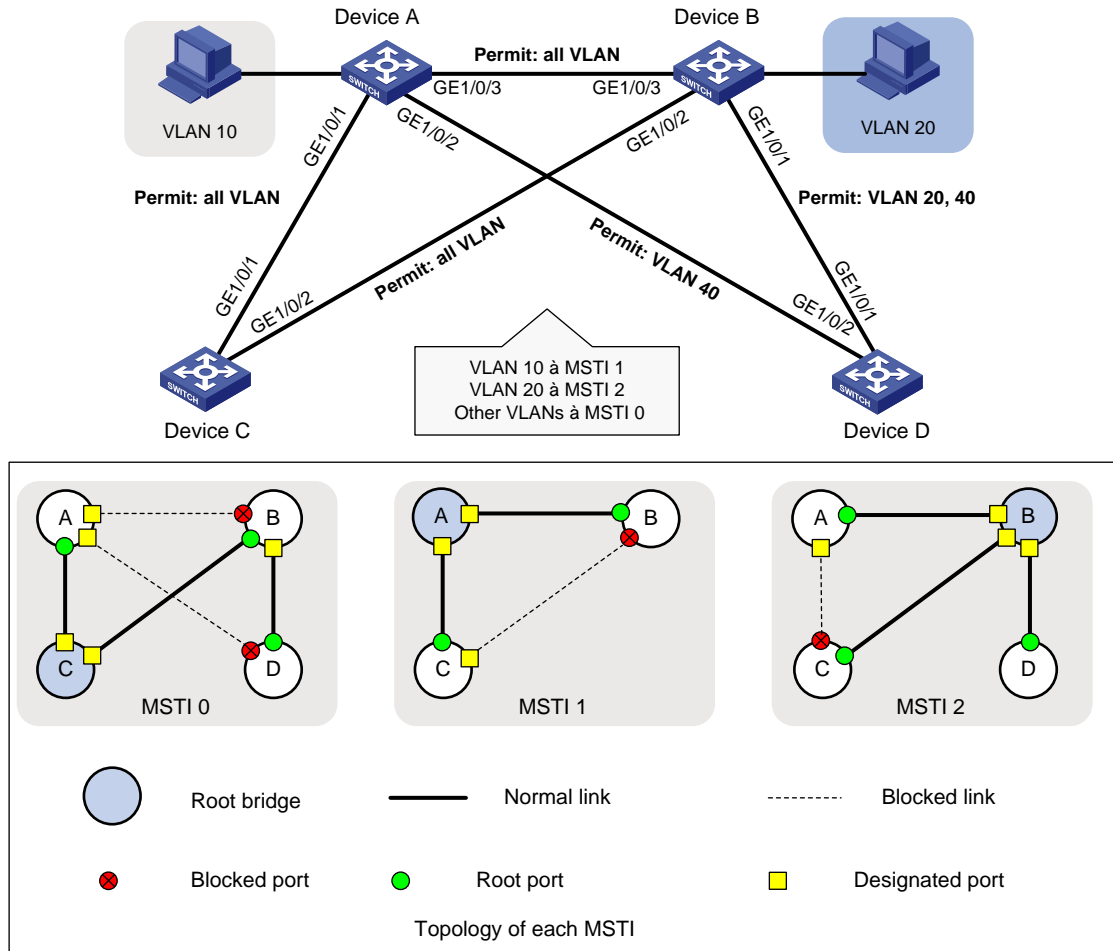 Device A
Device B
Permit: all VLAN
GE1/0/3
GE1/0/3
SWITCH
SWITCH
VLAN 10
VLAN 20
GE1/0/1
GE1/0/2
GE1/0/2
GE1/0/1
Permit: all VLAN
Permit: VLAN 20, 40
Permit: all VLAN
Permit: VLAN 40
GE1/0/1
GE1/0/2
GE1/0/2
GE1/0/1
SWITCH
SWITCH
Device C
Device D
VLAN 10 à MSTI 1
VLAN 20 à MSTI 2
Other VLANs à MSTI 0
A
B
C
D
MSTI 0
A
B
C
MSTI 1
A
B
C
D
MSTI 2
Root bridge
Normal link
Blocked link
Blocked port
Root port
Designated port
Topology of each MSTI